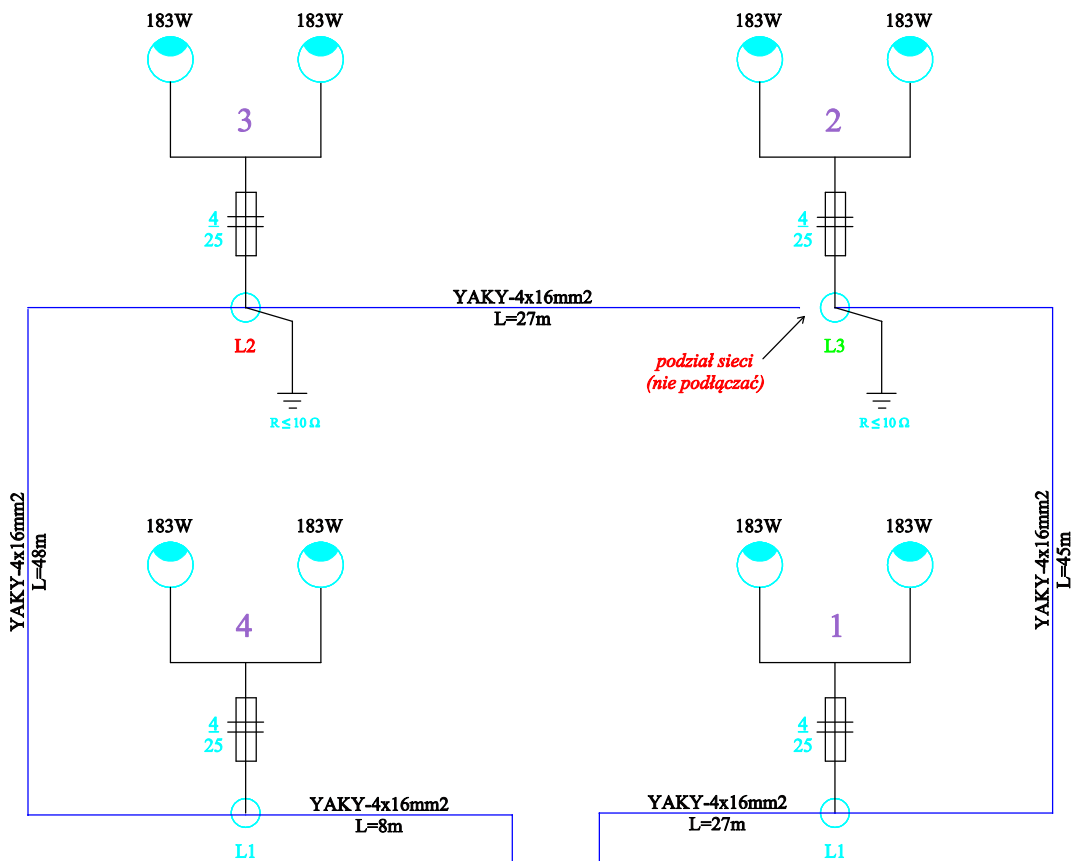 183W 183W 183W 183W
3 2
4
25
4
25
YAKY-4x16mm2
L=27m
L2 L3
podział sieci
(nie podłączać)
R ≤ 10 Ω R ≤ 10 Ω
YAKY-4x16mm2
L=48m
YAKY-4x16mm2
L=45m
183W 183W 183W 183W
4 1
4
25
4
25
YAKY-4x16mm2
L=8m
YAKY-4x16mm2
L=27m
L1 L1